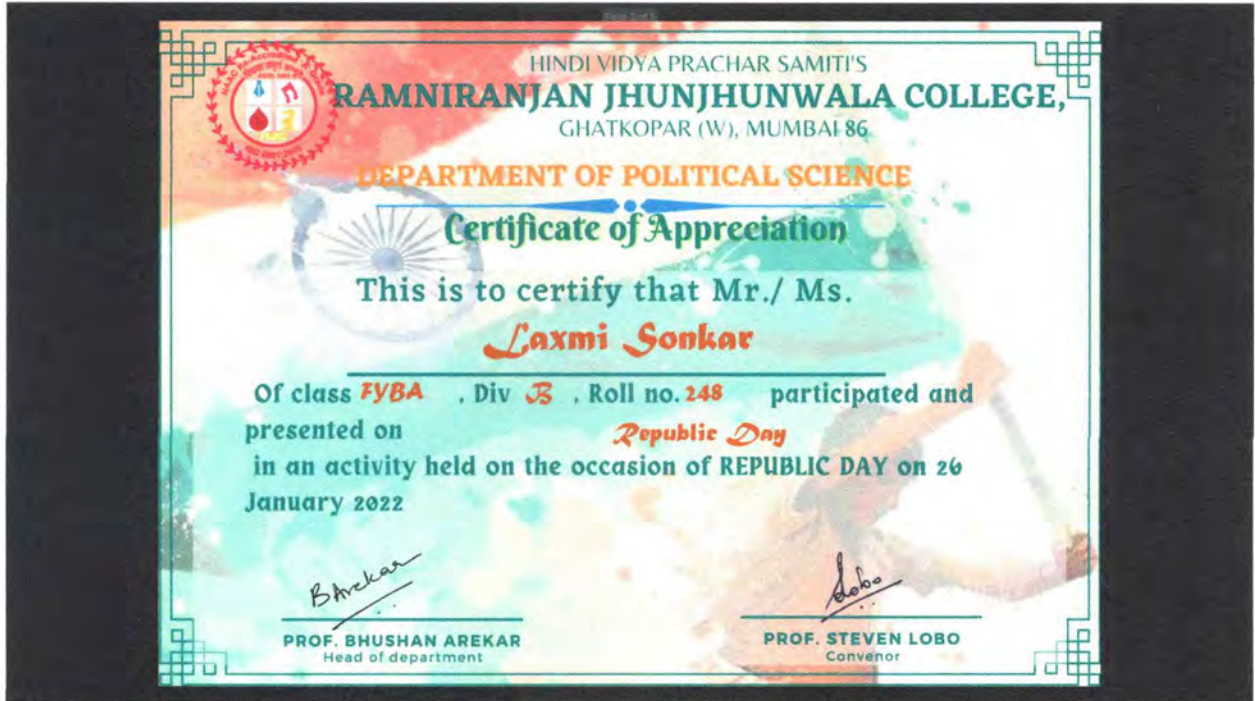 HINDI VIDYA PRACHAR SAMITI'S
RAMNIRANJAN JHUNJHUNWALA COLLEGE,
GHATKOPAR (W), MUMBAI 86
DEPARTMENT OF POLITICAL SCIENCE
Certificate of Appreciation
This is to certify that Mr./ Ms.
Laxmi Sonkar
Of class FYBA , Div B , Roll no. 248 participated and
presented on Republic Day
in an activity held on the occasion of REPUBLIC DAY on 26
January 2022
BArekar
Lobo
PROF. BHUSHAN AREKAR
Head of department
PROF. STEVEN LOBO
Convenor